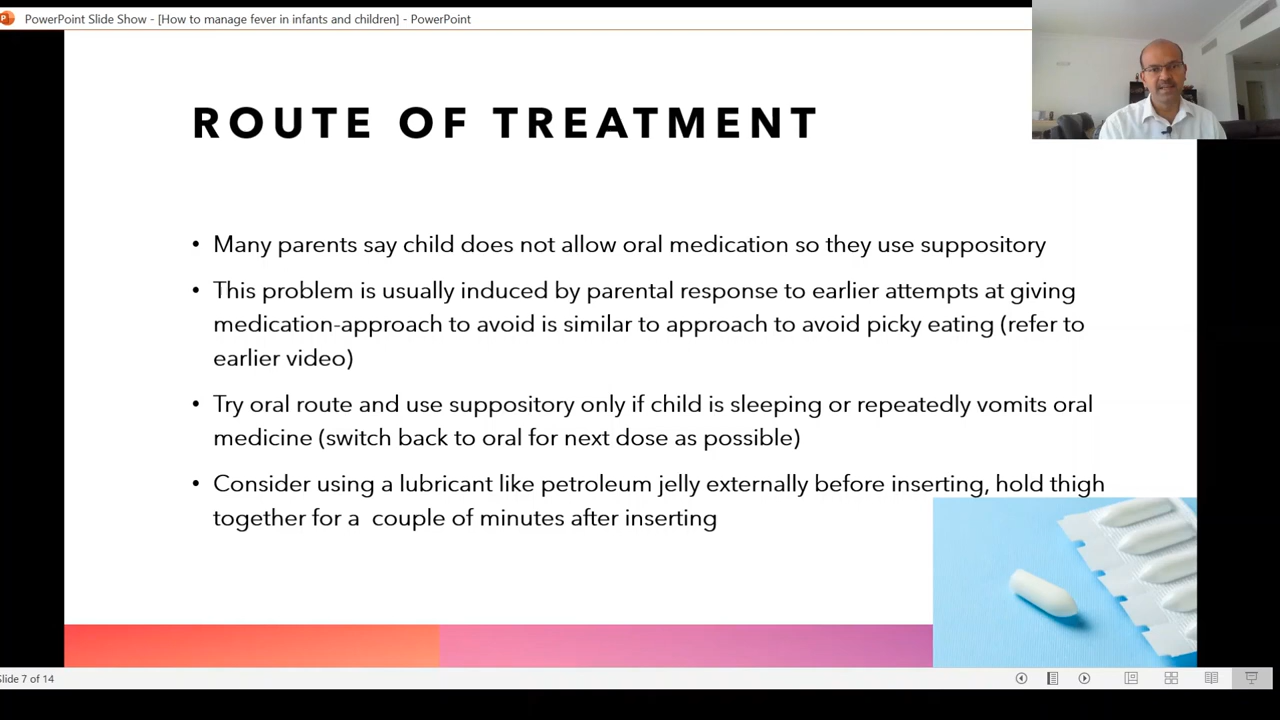 PowerPoint Slide Show - [How to manage fever in infants and children] - PowerPoint
ROUTE OF TREATMENT
• Many parents say child does not allow oral medication so they use suppository
• This problem is usually induced by parental response to earlier attempts at giving
medication-approach to avoid is similar to approach to avoid picky eating (refer to
earlier video)
• Try oral route and use suppository only if child is sleeping or repeatedly vomits oral
medicine (switch back to oral for next dose as possible)
• Consider using a lubricant like petroleum jelly externally before inserting, hold thigh
together for a couple of minutes after inserting
Slide 7 of 14